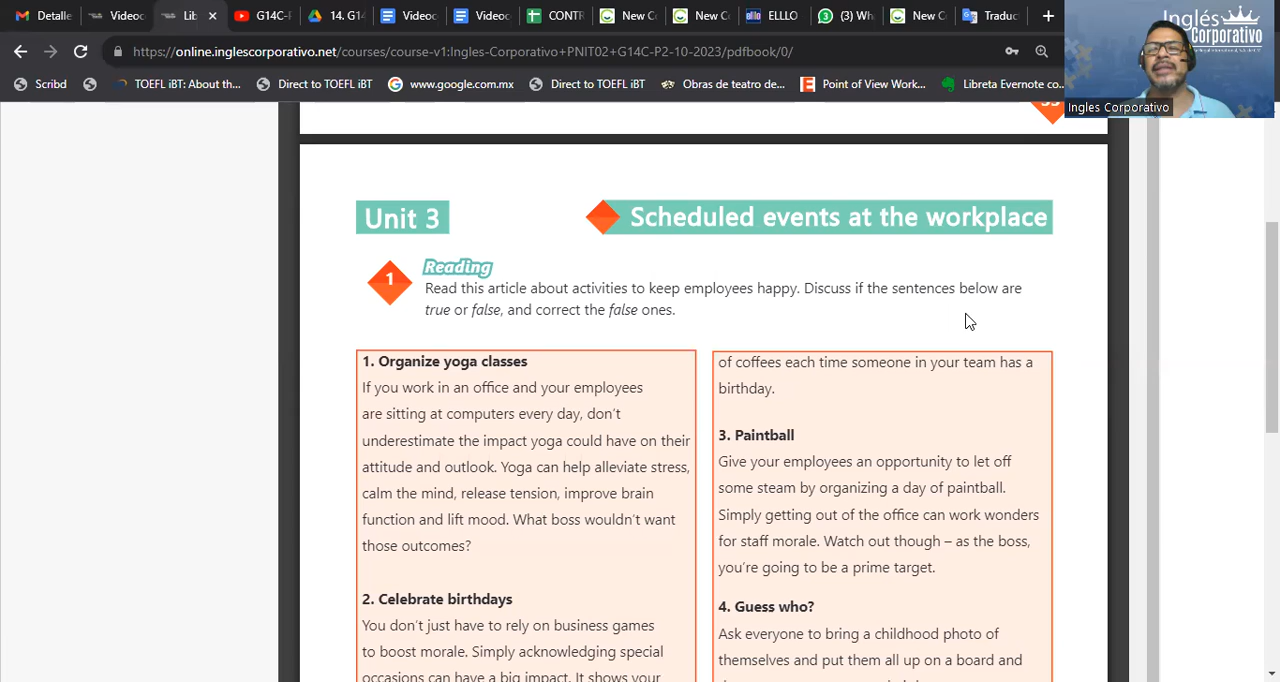 Detalle
Videoc
Lib
G14C-F
14. G14
Videoc
Videoc
CONTR
New Co
New Co
ELLLO
(3) Wha
New Co
Traduc
https://online.inglescorporativo.net/courses/course-v1:Ingles-Corporativo+PNIT02+G14C-P2-10-2023/pdfbook/0/
Scribd
TOEFL iBT: About th...
Direct to TOEFL iBT
www.google.com.mx
Direct to TOEFL iBT
Obras de teatro de...
Point of View Work...
Libreta Evernote co...
Inglés
Corporativo
Ingles Corporativo
Unit 3
Scheduled events at the workplace
1
Reading
Read this article about activities to keep employees happy. Discuss if the sentences below are
true or false, and correct the false ones.
1. Organize yoga classes
If you work in an office and your employees
are sitting at computers every day, don't
underestimate the impact yoga could have on their
attitude and outlook. Yoga can help alleviate stress,
calm the mind, release tension, improve brain
function and lift mood. What boss wouldn't want
those outcomes?
2. Celebrate birthdays
You don't just have to rely on business games
to boost morale. Simply acknowledging special
occasions can have a big impact. It shows your
of coffees each time someone in your team has a
birthday.
3. Paintball
Give your employees an opportunity to let off
some steam by organizing a day of paintball.
Simply getting out of the office can work wonders
for staff morale. Watch out though – as the boss,
you're going to be a prime target.
4. Guess who?
Ask everyone to bring a childhood photo of
themselves and put them all up on a board and